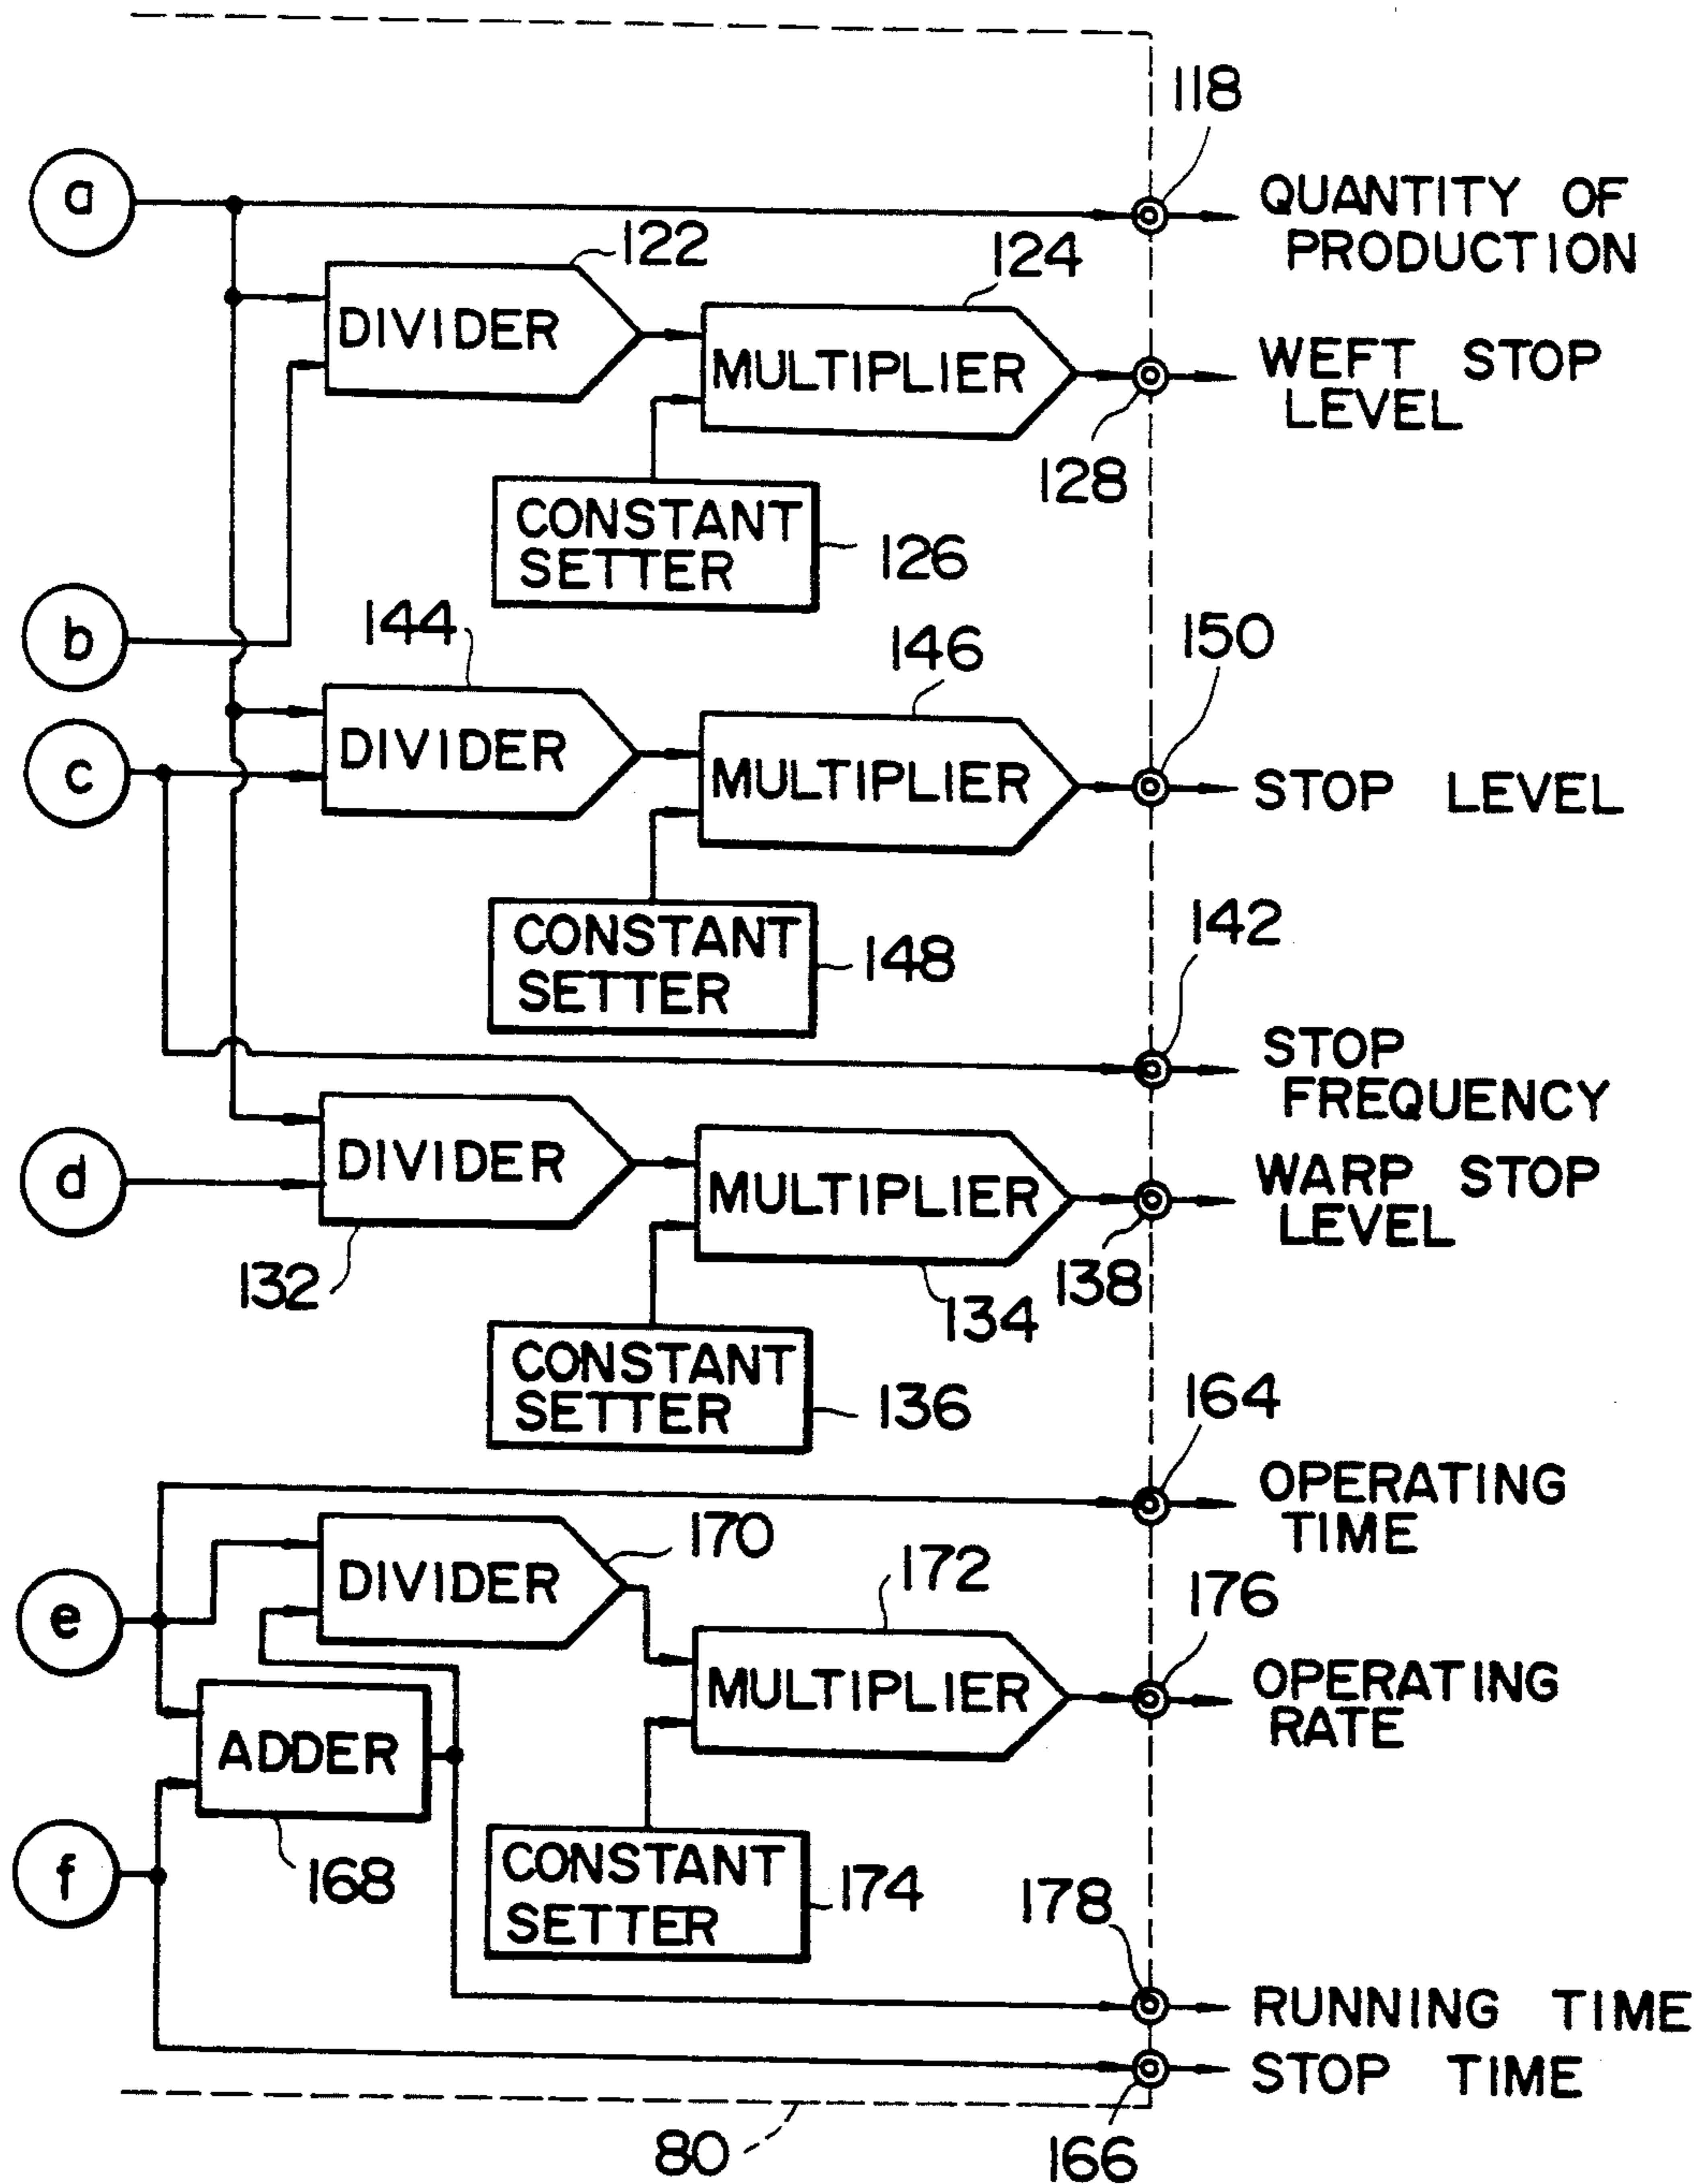 118
a
QUANTITY OF
PRODUCTION
122
124
DIVIDER
MULTIPLIER
WEFT STOP
LEVEL
128
CONSTANT
SETTER
126
b
144
146
150
c
DIVIDER
MULTIPLIER
STOP LEVEL
142
CONSTANT
SETTER
148
STOP
FREQUENCY
d
DIVIDER
MULTIPLIER
WARP STOP
LEVEL
132
138
134
CONSTANT
SETTER
136
164
OPERATING
TIME
170
172
176
e
DIVIDER
MULTIPLIER
OPERATING
RATE
ADDER
f
168
CONSTANT
SETTER
174
178
RUNNING TIME
STOP TIME
80
166